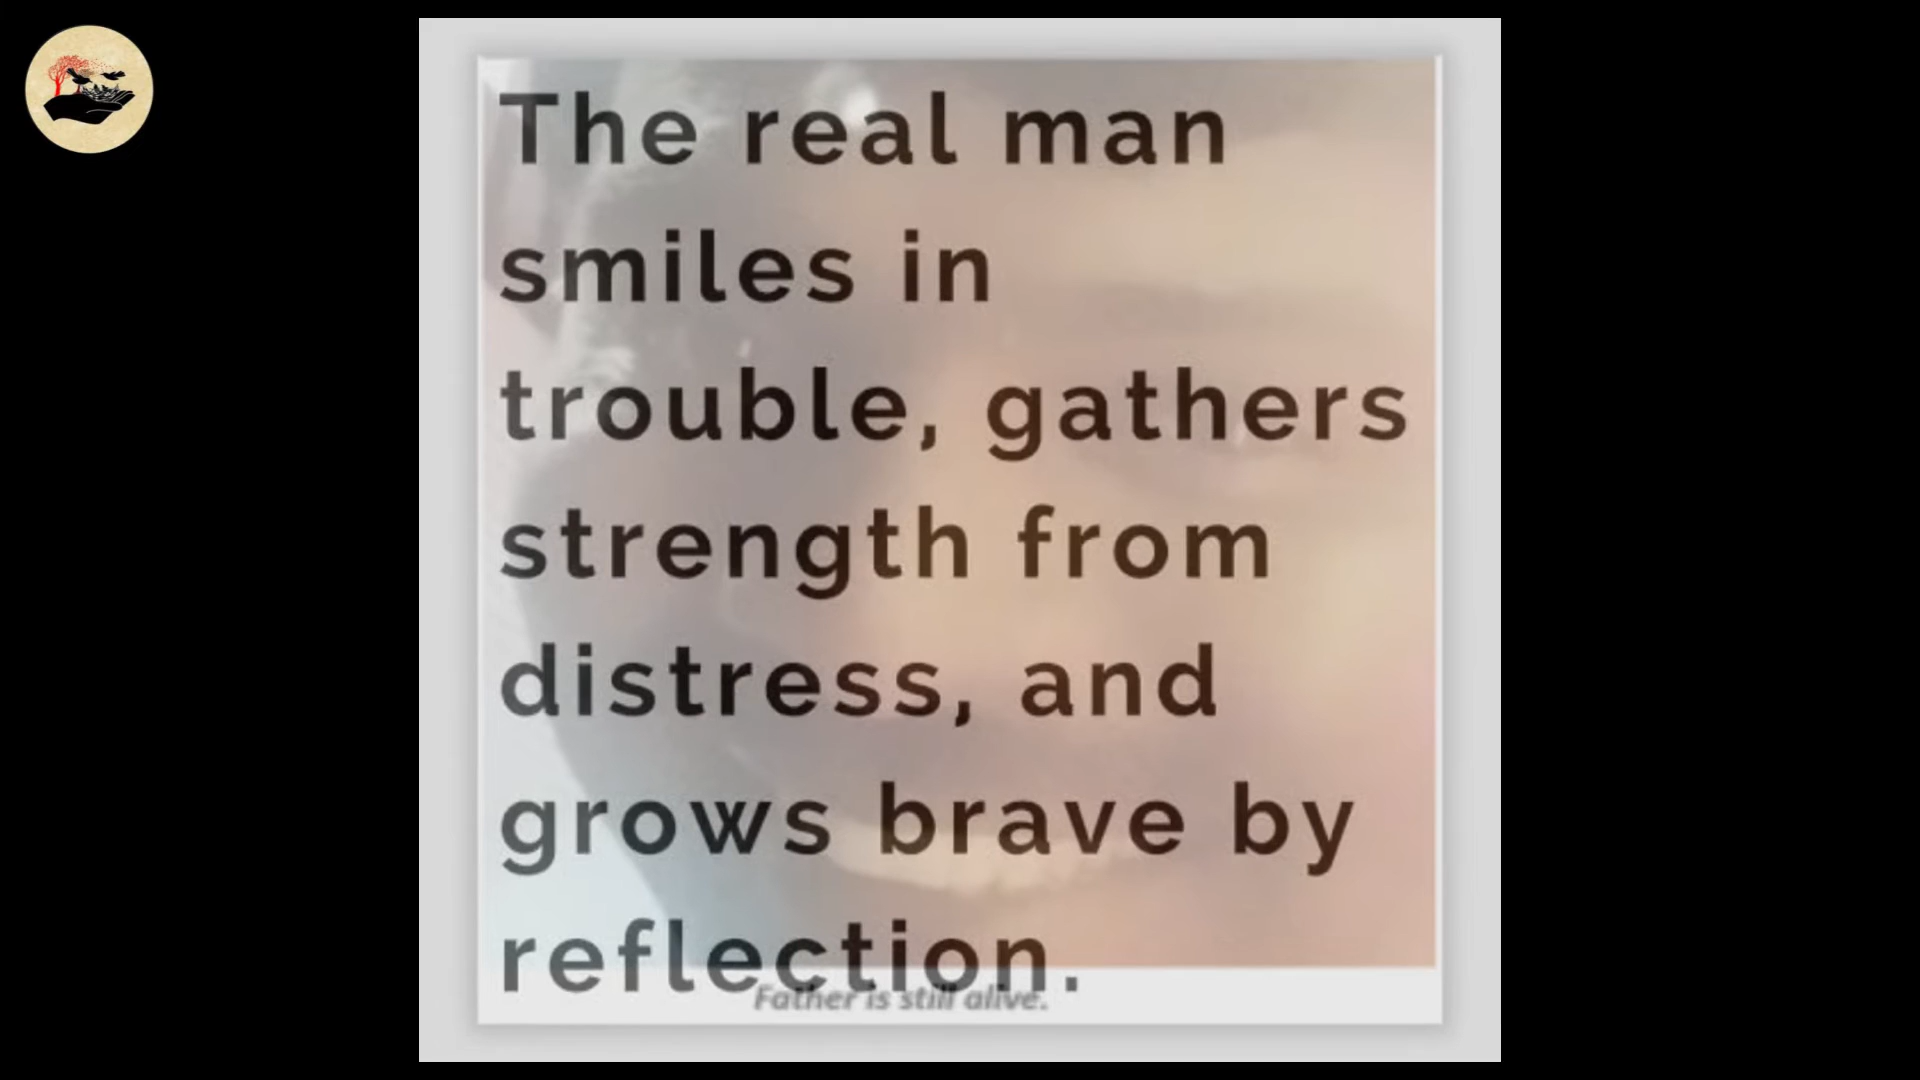 The real man
smiles in
trouble, gathers
strength from
distress, and
grows brave by
reflection.
Father is still alive.